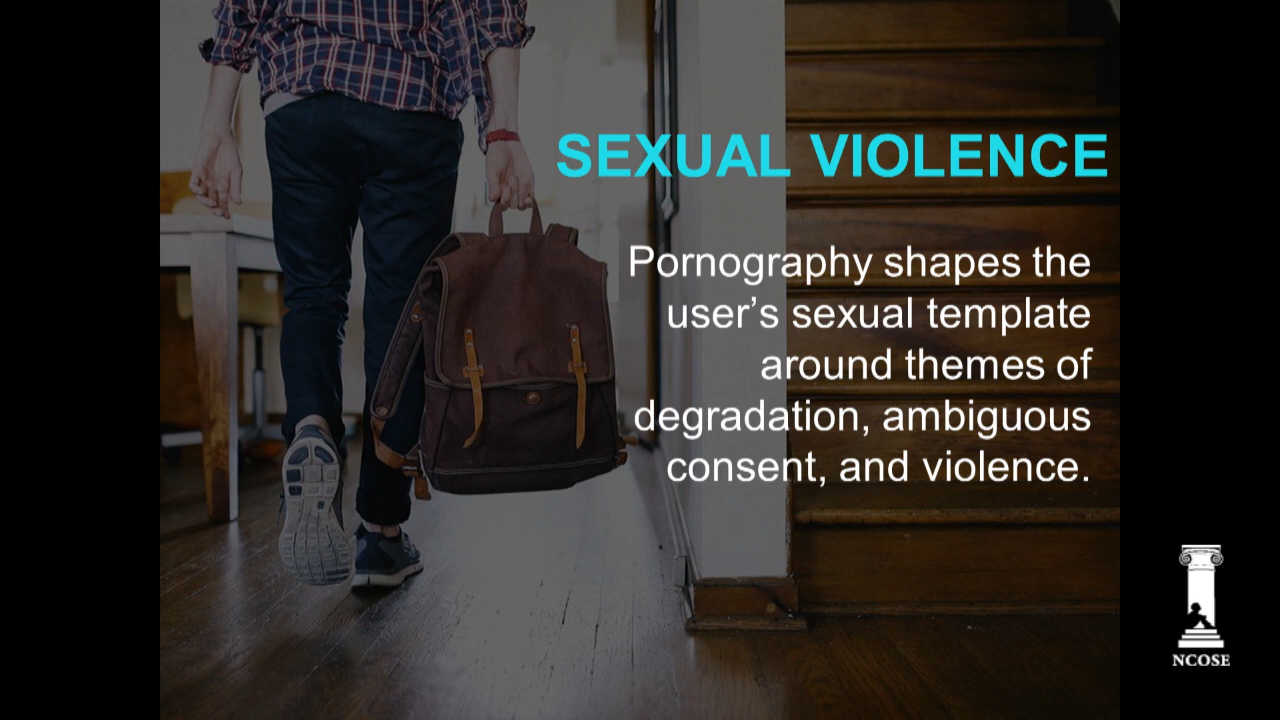 SEXUAL VIOLENCE
Pornography shapes the
user’s sexual template
around themes of
degradation, ambiguous
consent, and violence.
NCOSE